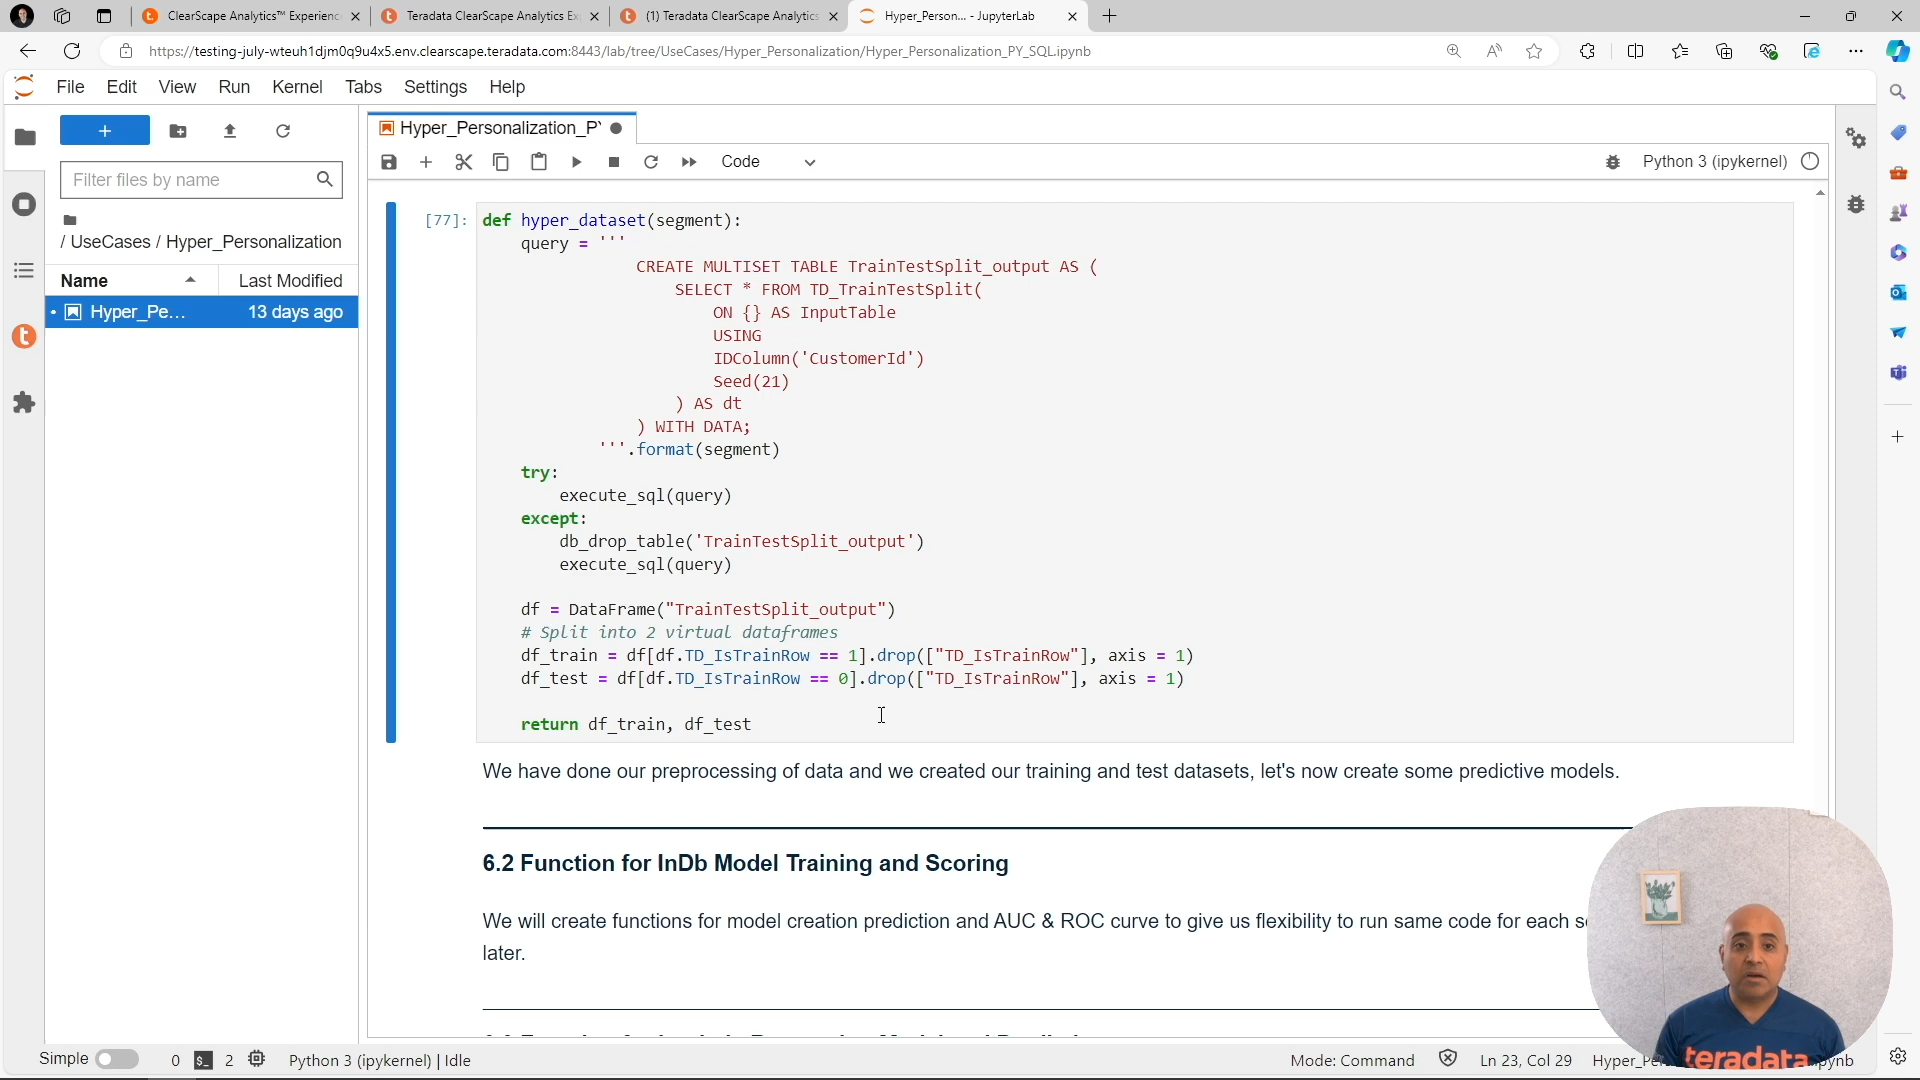 ClearScape Analytics™ Experienc
Teradata ClearScape Analytics Ex
(1) Teradata ClearScape Analytics
Hyper_Person... - JupyterLab
https://testing-july-wteuh1djm0q9u4x5.env.clearscape.teradata.com:8443/lab/tree/UseCases/Hyper_Personalization/Hyper_Personalization_PY_SQL.ipynb
File Edit View Run Kernel Tabs Settings Help
Hyper_Personalization_P
Code
Python 3 (ipykernel)
Filter files by name
/ UseCases / Hyper_Personalization
Name Last Modified
Hyper_Pe... 13 days ago
[77]: def hyper_dataset(segment):
query = '''
CREATE MULTISET TABLE TrainTestSplit_output AS (
SELECT * FROM TD_TrainTestSplit(
ON {} AS InputTable
USING
IDColumn('CustomerId')
Seed(21)
) AS dt
) WITH DATA;
'''.format(segment)
try:
execute_sql(query)
except:
db_drop_table('TrainTestSplit_output')
execute_sql(query)
df = DataFrame("TrainTestSplit_output")
# Split into 2 virtual dataframes
df_train = df[df.TD_IsTrainRow == 1].drop(["TD_IsTrainRow"], axis = 1)
df_test = df[df.TD_IsTrainRow == 0].drop(["TD_IsTrainRow"], axis = 1)
return df_train, df_test
We have done our preprocessing of data and we created our training and test datasets, let's now create some predictive models.
6.2 Function for InDb Model Training and Scoring
We will create functions for model creation prediction and AUC & ROC curve to give us flexibility to run same code for each s
later.
Simple 0 2 Python 3 (ipykernel) | Idle
Mode: Command Ln 23, Col 29 Hyper_Pe
teradata.
pynb